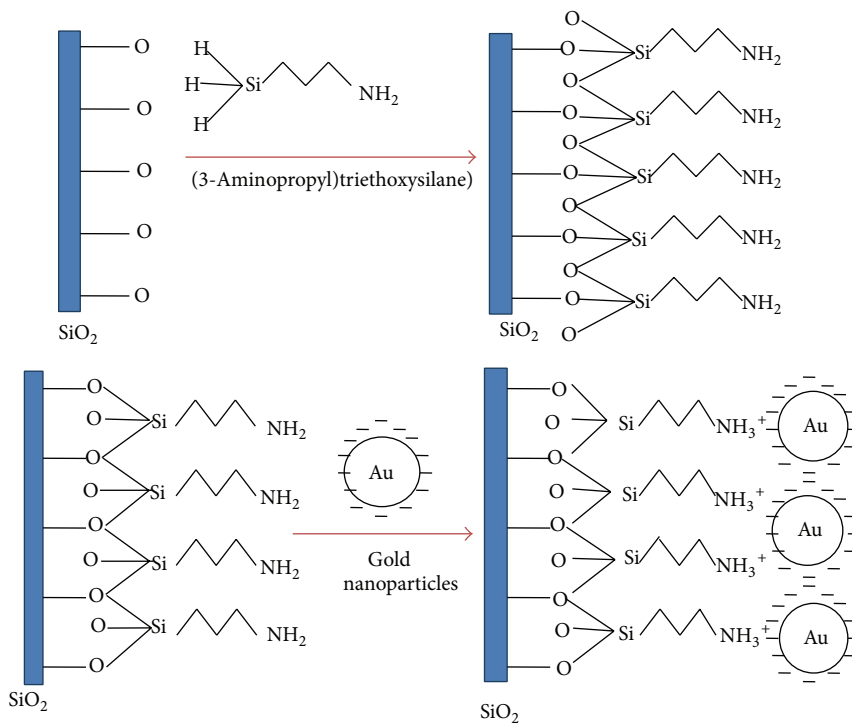 O
O
O
O
O
SiO2
H
H
H
Si
NH2
(3-Aminopropyl)triethoxysilane)
O
O
Si
NH2
O
O
Si
NH2
O
O
Si
NH2
O
O
Si
NH2
O
O
Si
NH2
O
SiO2
O
O
Si
NH2
O
O
Si
NH2
O
O
Si
NH2
O
O
Si
NH2
O
SiO2
Au
Gold
nanoparticles
O
O
Si
NH3+
Au
O
O
Si
NH3+
Au
O
O
Si
NH3+
O
O
Si
NH3+
Au
O
SiO2